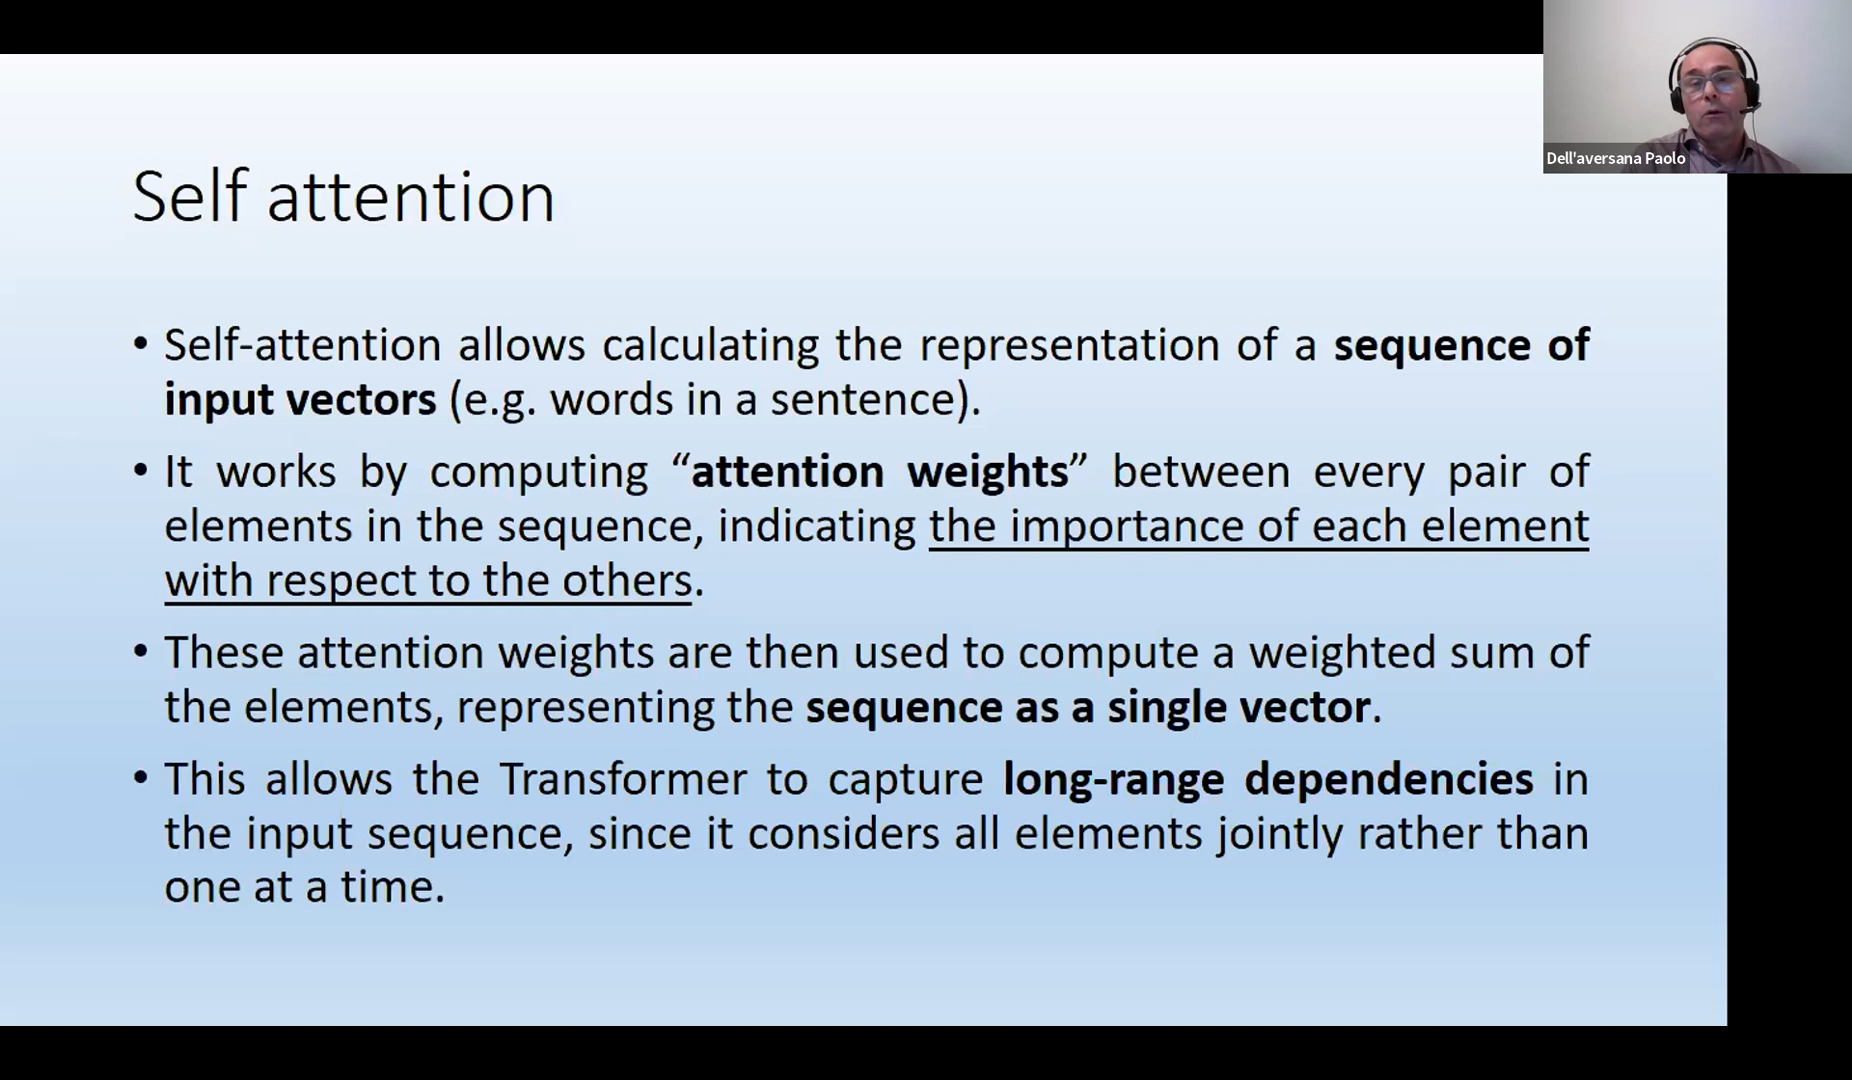 Dell'aversana Paolo
Self attention
• Self-attention allows calculating the representation of a sequence of
input vectors (e.g. words in a sentence).
• It works by computing “attention weights” between every pair of
elements in the sequence, indicating the importance of each element
with respect to the others.
• These attention weights are then used to compute a weighted sum of
the elements, representing the sequence as a single vector.
• This allows the Transformer to capture long-range dependencies in
the input sequence, since it considers all elements jointly rather than
one at a time.